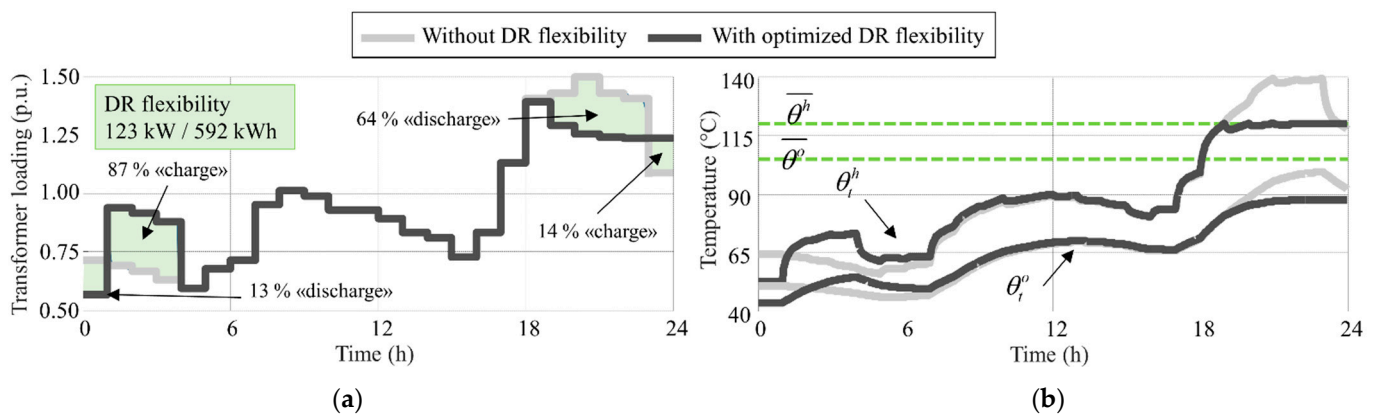 Without DR flexibility
With optimized DR flexibility
Transformer loading (p.u.)
1.50
1.25
1.00
0.75
0.50
DR flexibility
123 kW / 592 kWh
87 % «charge»
64 % «discharge»
14 % «charge»
13 % «discharge»
0
6
12
18
24
Time (h)
(a)
Temperature (°C)
140
115
90
65
40
θ̅ʰ
θ̅ᵒ
θₜʰ
θₜᵒ
0
6
12
18
24
Time (h)
(b)